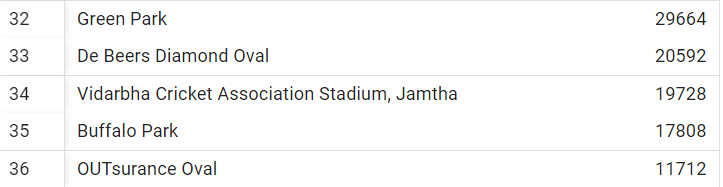 32 Green Park 29664
33 De Beers Diamond Oval 20592
34 Vidarbha Cricket Association Stadium, Jamtha 19728
35 Buffalo Park 17808
36 OUTsurance Oval 11712